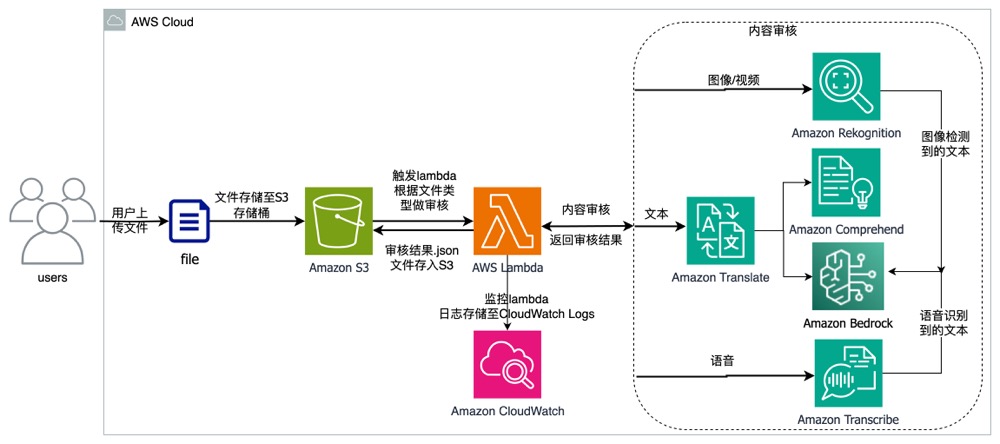 AWS Cloud
内容审核
图像/视频
Amazon Rekognition
图像检测
到的文本
触发lambda
根据文件类
型做审核
文件存储至S3
存储桶
用户上
传文件
users
file
Amazon S3
审核结果.json
文件存入S3
AWS Lambda
内容审核
返回审核结果
文本
Amazon Translate
Amazon Comprehend
Amazon Bedrock
监控lambda
日志存储至CloudWatch Logs
Amazon CloudWatch
语音识别
到的文本
语音
Amazon Transcribe